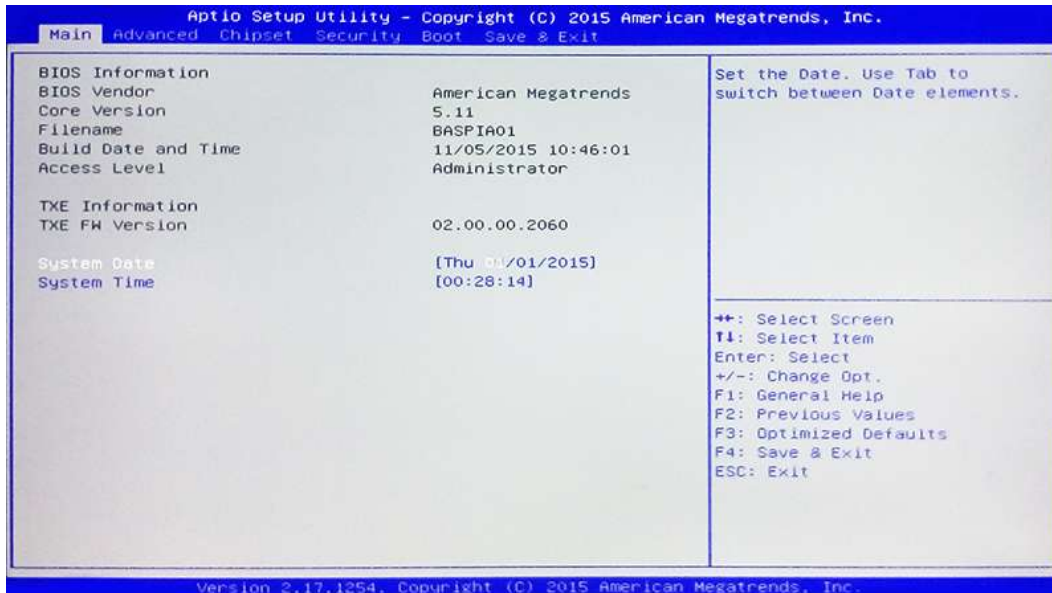 Aptio Setup Utility - Copyright (C) 2015 American Megatrends, Inc.
Main Advanced Chipset Security Boot Save & Exit
BIOS Information
BIOS Vendor American Megatrends
Core Version 5.11
Filename BASPIA01
Build Date and Time 11/05/2015 10:46:01
Access Level Administrator
TXE Information
TXE FW Version 02.00.00.2060
System Date [Thu 01/01/2015]
System Time [00:28:14]
Set the Date. Use Tab to
switch between Date elements.
→←: Select Screen
↑↓: Select Item
Enter: Select
+/-: Change Opt.
F1: General Help
F2: Previous Values
F3: Optimized Defaults
F4: Save & Exit
ESC: Exit
Version 2.17.1254. Copyright (C) 2015 American Megatrends, Inc.